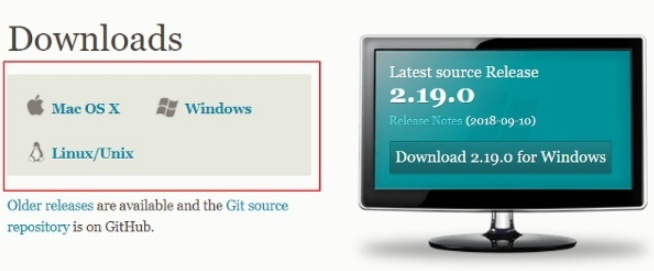 Downloads
Mac OS X
Windows
Linux/Unix
Older releases are available and the Git source
repository is on GitHub.
Latest source Release
2.19.0
Release Notes (2018-09-10)
Download 2.19.0 for Windows